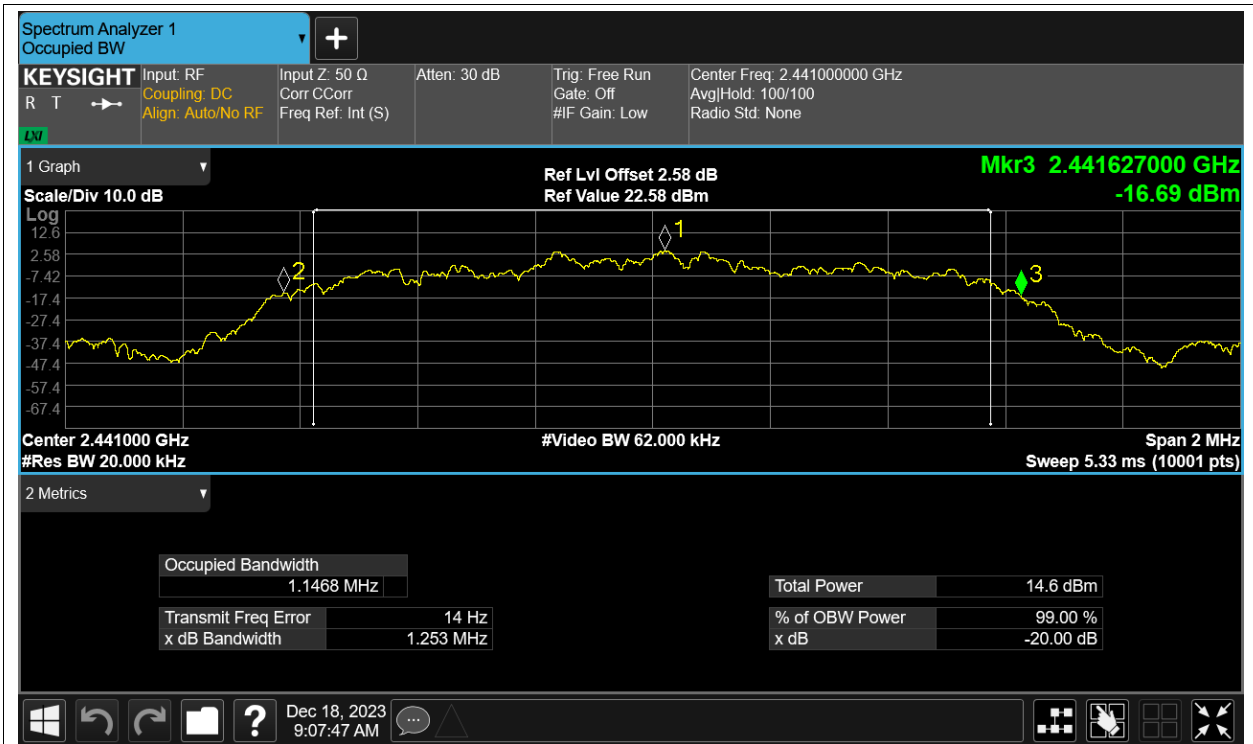 Spectrum Analyzer 1
Occupied BW
KEYSIGHT
R T
LXI
Input: RF
Coupling: DC
Align: Auto/No RF
Input Z: 50 Ω
Corr CCorr
Freq Ref: Int (S)
Atten: 30 dB
Trig: Free Run
Gate: Off
#IF Gain: Low
Center Freq: 2.441000000 GHz
Avg|Hold: 100/100
Radio Std: None
1 Graph
Scale/Div 10.0 dB
Ref Lvl Offset 2.58 dB
Ref Value 22.58 dBm
Mkr3 2.441627000 GHz
-16.69 dBm
Log
12.6
2.58
-7.42
-17.4
-27.4
-37.4
-47.4
-57.4
-67.4
1
2
3
Center 2.441000 GHz
#Res BW 20.000 kHz
#Video BW 62.000 kHz
Span 2 MHz
Sweep 5.33 ms (10001 pts)
2 Metrics
Occupied Bandwidth
1.1468 MHz
Transmit Freq Error 14 Hz
x dB Bandwidth 1.253 MHz
Total Power 14.6 dBm
% of OBW Power 99.00 %
x dB -20.00 dB
?
Dec 18, 2023
9:07:47 AM